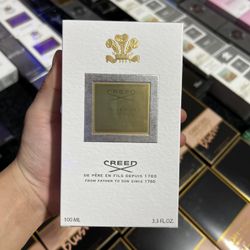 CREED
CREED
DE PÈRE EN FILS DEPUIS 1760
FROM FATHER TO SON SINCE 1760
100 ML 3.3 FL.OZ.